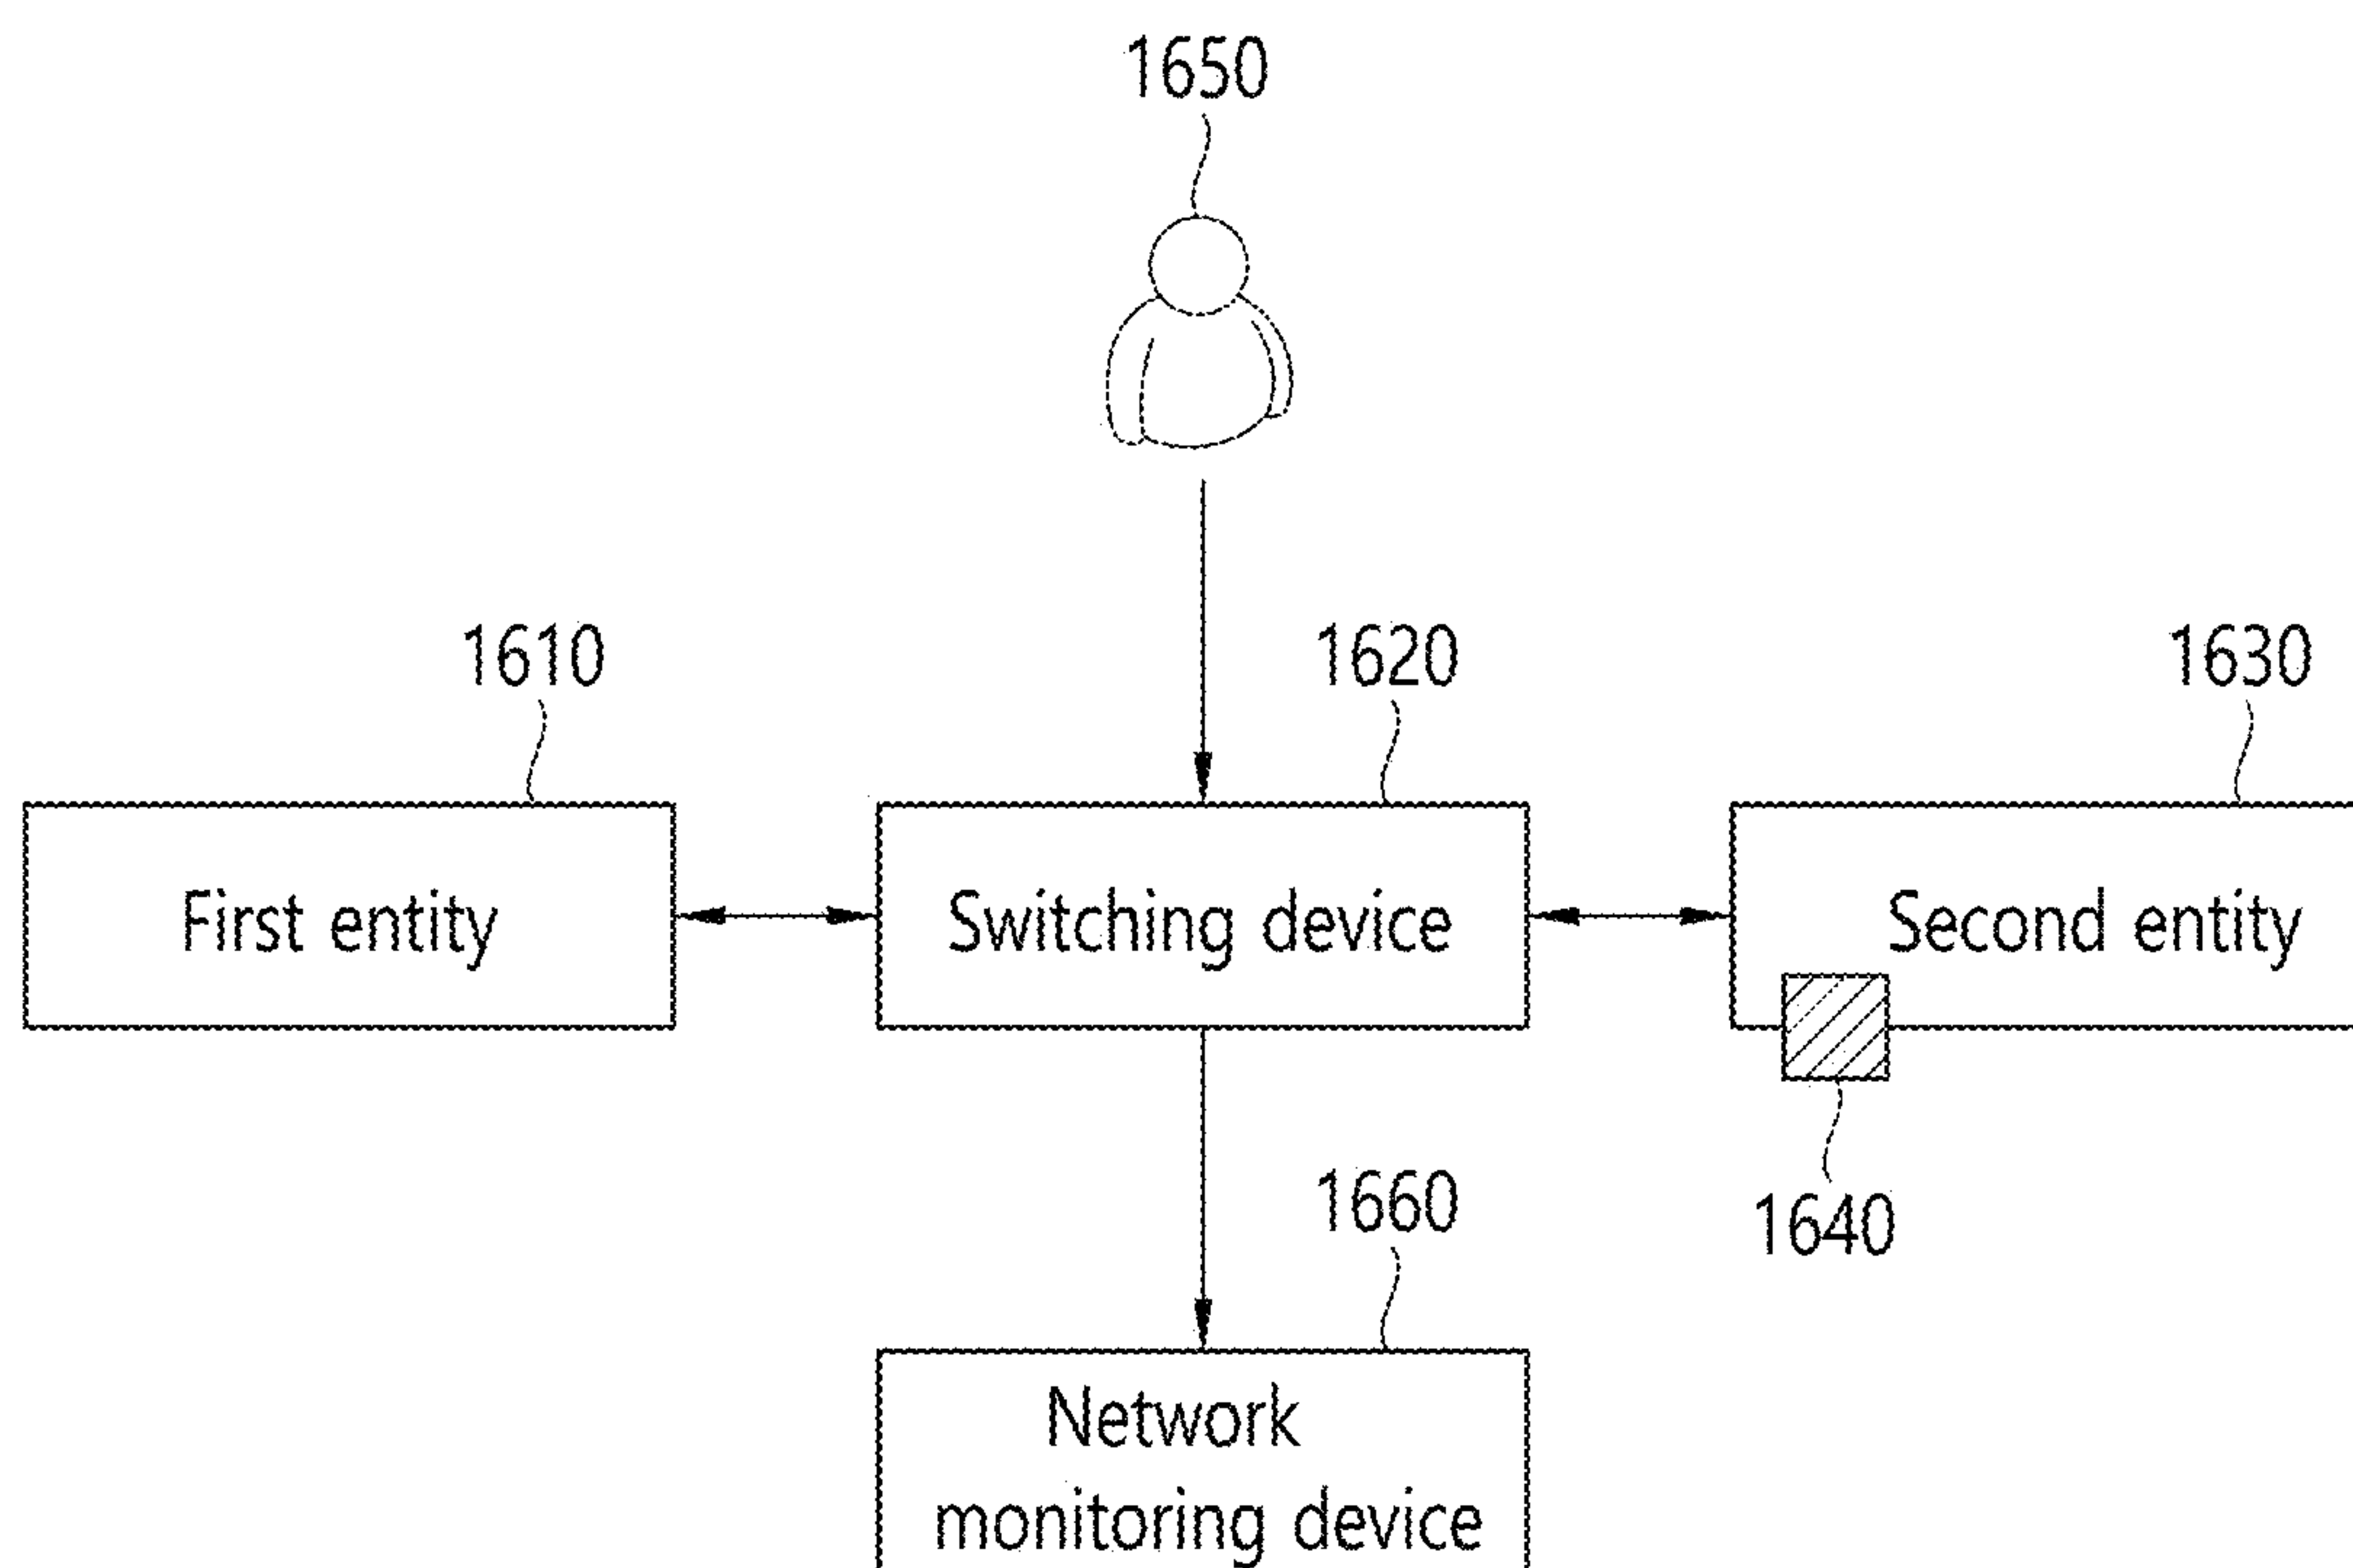 1650
1610
1620
1630
First entity
Switching device
Second entity
1660
1640
Network
monitoring device